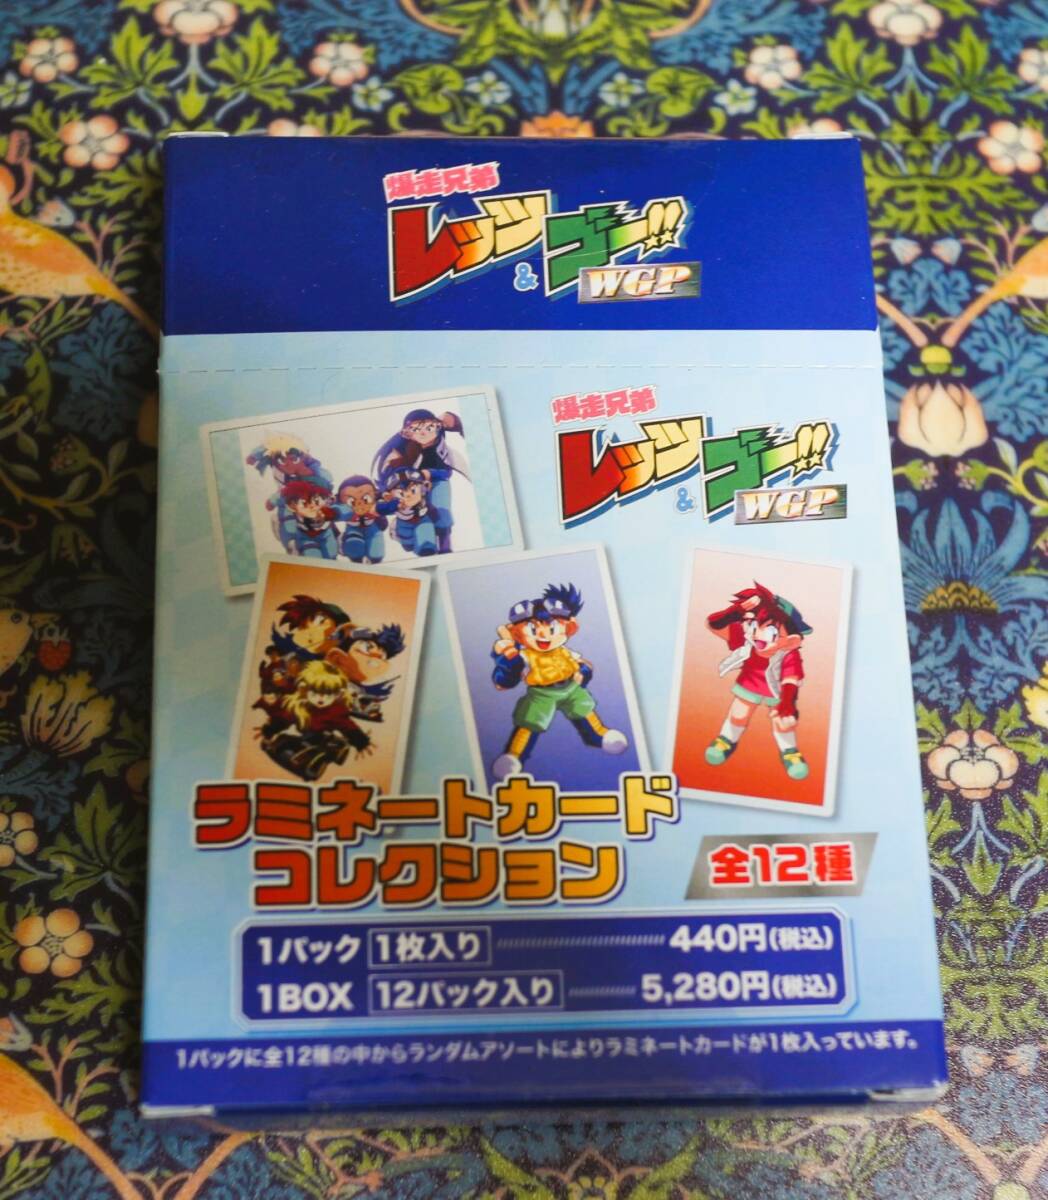 爆走兄弟
レッツ
&
ゴー!!
WGP
爆走兄弟
レッツ
&
ゴー!!
WGP
ラミネートカード
コレクション
全12種
1パック 1枚入り 440円(税込)
1BOX 12パック入り 5,280円(税込)
1パックに全12種の中からランダムアソートによりラミネートカードが1枚入っています。